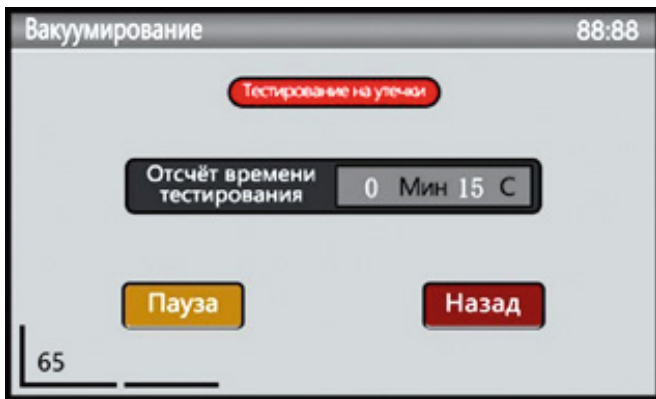 Вакуумирование 88:88
Тестирование на утечки
Отсчёт времени
тестирования
0 Мин 15 С
Пауза Назад
65